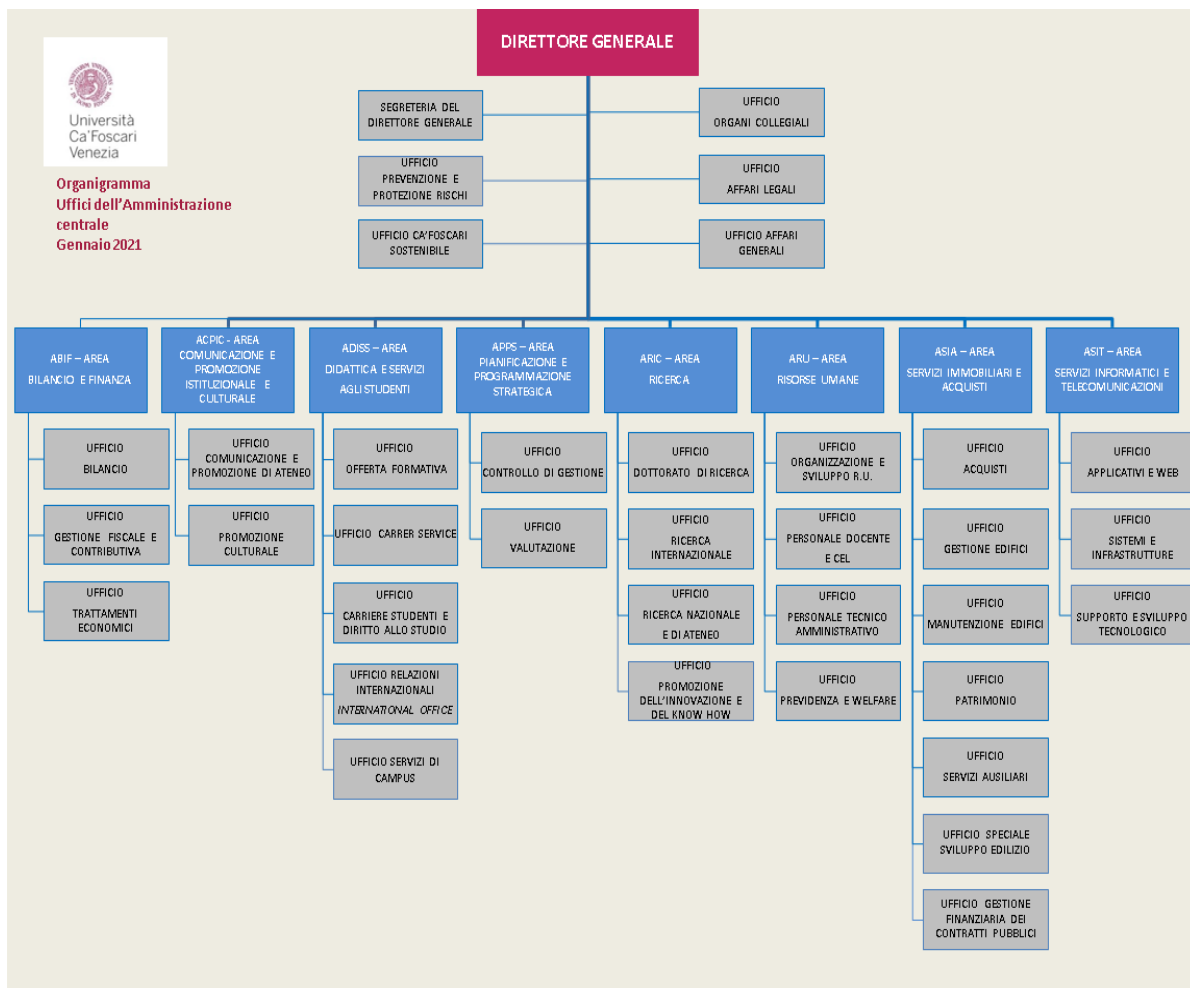 DIRETTORE GENERALE
Università
Ca'Foscari
Venezia
Organigramma
Uffici dell'Amministrazione
centrale
Gennaio 2021
SEGRETERIA DEL
DIRETTORE GENERALE
UFFICIO
ORGANI COLLEGIALI
UFFICIO
PREVENZIONE E
PROTEZIONE RISCHI
UFFICIO
AFFARI LEGALI
UFFICIO CA'FOSCARI
SOSTENIBILE
UFFICIO AFFARI
GENERALI
ABIF – AREA
BILANCIO E FINANZA
ACPIC - AREA
COMUNICAZIONE E
PROMOZIONE
ISTITUZIONALE E
CULTURALE
ADISS – AREA
DIDATTICA E SERVIZI
AGLI STUDENTI
APPS – AREA
PIANIFICAZIONE E
PROGRAMMAZIONE
STRATEGICA
ARIC – AREA
RICERCA
ARU – AREA
RISORSE UMANE
ASIA – AREA
SERVIZI IMMOBILIARI E
ACQUISTI
ASIT – AREA
SERVIZI INFORMATICI E
TELECOMUNICAZIONI
UFFICIO
BILANCIO
UFFICIO
GESTIONE FISCALE E
CONTRIBUTIVA
UFFICIO
TRATTAMENTI
ECONOMICI
UFFICIO
COMUNICAZIONE E
PROMOZIONE DI ATENEO
UFFICIO
PROMOZIONE
CULTURALE
UFFICIO
OFFERTA FORMATIVA
UFFICIO CARRER SERVICE
UFFICIO
CARRIERE STUDENTI E
DIRITTO ALLO STUDIO
UFFICIO RELAZIONI
INTERNAZIONALI
INTERNATIONAL OFFICE
UFFICIO SERVIZI DI
CAMPUS
UFFICIO
CONTROLLO DI GESTIONE
UFFICIO
VALUTAZIONE
UFFICIO
DOTTORATO DI RICERCA
UFFICIO
RICERCA
INTERNAZIONALE
UFFICIO
RICERCA NAZIONALE
E DI ATENEO
UFFICIO
PROMOZIONE
DELL'INNOVAZIONE E
DEL KNOW HOW
UFFICIO
ORGANIZZAZIONE E
SVILUPPO R.U.
UFFICIO
PERSONALE DOCENTE
E CEL
UFFICIO
PERSONALE TECNICO
AMMINISTRATIVO
UFFICIO
PREVIDENZA E WELFARE
UFFICIO
ACQUISTI
UFFICIO
GESTIONE EDIFICI
UFFICIO
MANUTENZIONE EDIFICI
UFFICIO
PATRIMONIO
UFFICIO
SERVIZI AUSILIARI
UFFICIO SPECIALE
SVILUPPO EDILIZIO
UFFICIO GESTIONE
FINANZIARIA DEI
CONTRATTI PUBBLICI
UFFICIO
APPLICATIVI E WEB
UFFICIO
SISTEMI E
INFRASTRUTTURE
UFFICIO
SUPPORTO E SVILUPPO
TECNOLOGICO